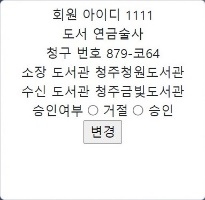 회원 아이디 1111
도서 연금술사
청구 번호 879-코64
소장 도서관 청주청원도서관
수신 도서관 청주금빛도서관
승인여부 ○ 거절 ○ 승인
변경